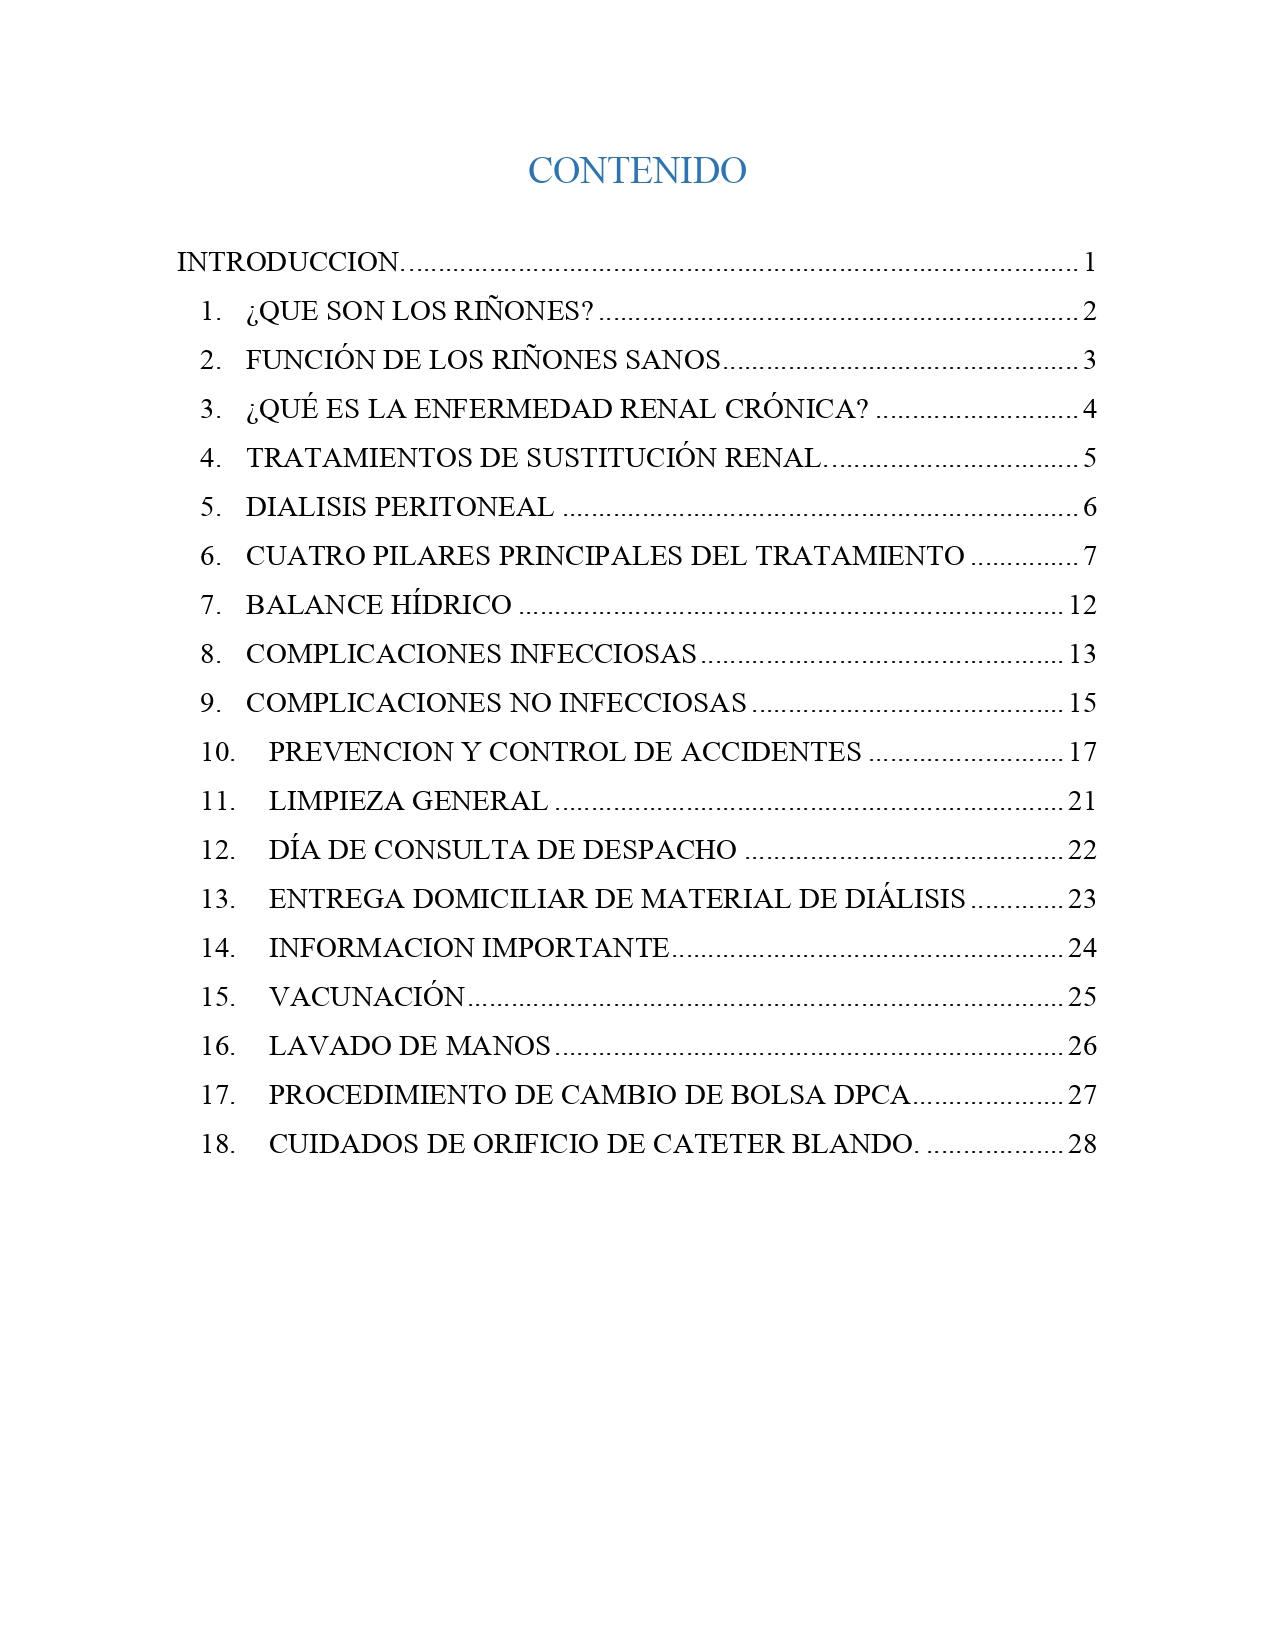 CONTENIDO
INTRODUCCION. ........................................................................................... 1
1. ¿QUE SON LOS RIÑONES? ................................................................. 2
2. FUNCIÓN DE LOS RIÑONES SANOS................................................ 3
3. ¿QUÉ ES LA ENFERMEDAD RENAL CRÓNICA? ........................... 4
4. TRATAMIENTOS DE SUSTITUCIÓN RENAL. ................................. 5
5. DIALISIS PERITONEAL ...................................................................... 6
6. CUATRO PILARES PRINCIPALES DEL TRATAMIENTO ............... 7
7. BALANCE HÍDRICO .......................................................................... 12
8. COMPLICACIONES INFECCIOSAS ................................................. 13
9. COMPLICACIONES NO INFECCIOSAS .......................................... 15
10. PREVENCION Y CONTROL DE ACCIDENTES .......................... 17
11. LIMPIEZA GENERAL ..................................................................... 21
12. DÍA DE CONSULTA DE DESPACHO ........................................... 22
13. ENTREGA DOMICILIAR DE MATERIAL DE DIÁLISIS ............. 23
14. INFORMACION IMPORTANTE..................................................... 24
15. VACUNACIÓN................................................................................. 25
16. LAVADO DE MANOS ..................................................................... 26
17. PROCEDIMIENTO DE CAMBIO DE BOLSA DPCA..................... 27
18. CUIDADOS DE ORIFICIO DE CATETER BLANDO. ................... 28